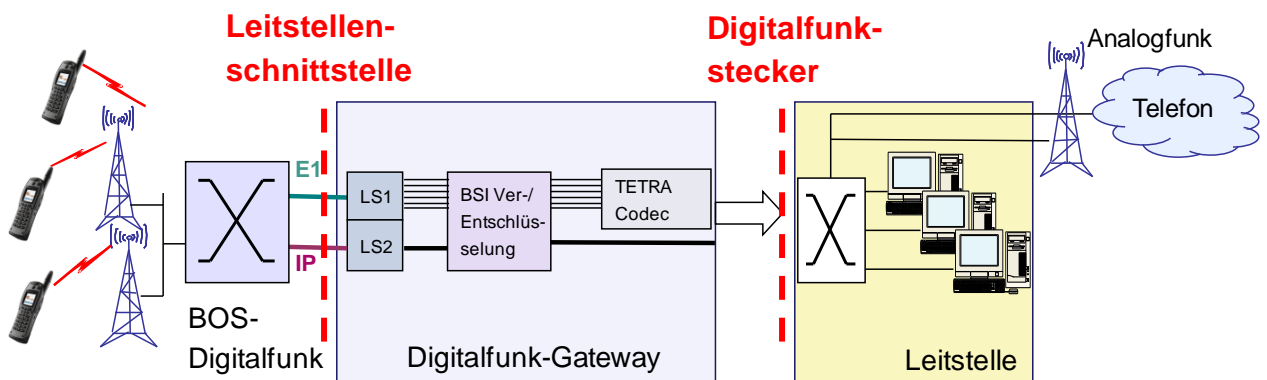 Leitstellen-
schnittstelle
Digitalfunk-
stecker
Analogfunk
Telefon
E1
IP
LS1
LS2
BSI Ver-/
Entschlüs-
selung
TETRA
Codec
BOS-
Digitalfunk
Digitalfunk-Gateway
Leitstelle